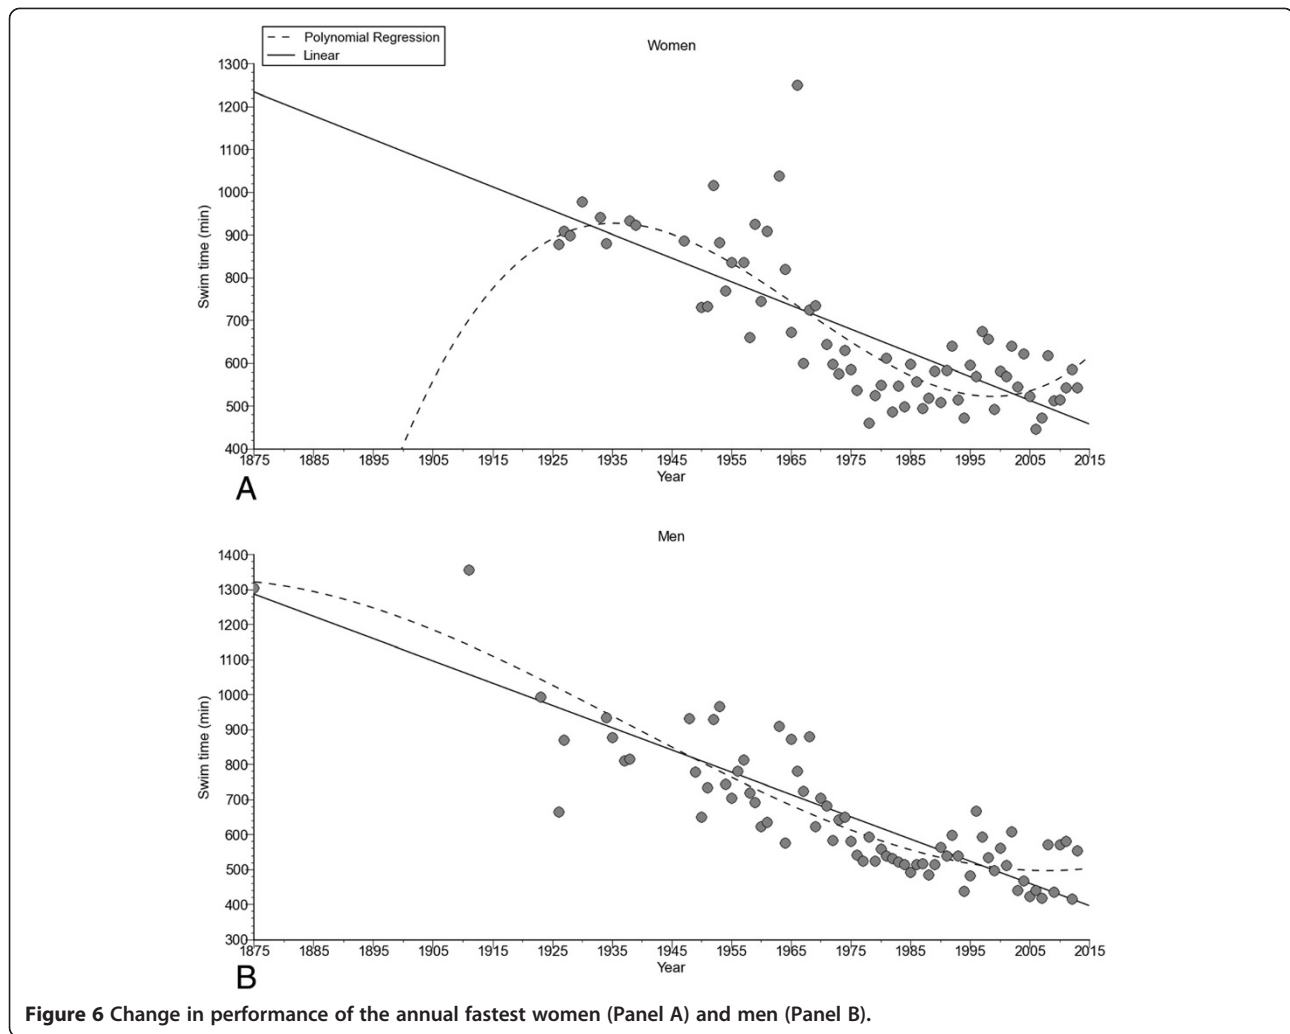 Polynomial Regression
Linear
Women
1300
1200
1100
1000
900
800
700
600
500
400
Swim time (min)
1875 1885 1895 1905 1915 1925 1935 1945 1955 1965 1975 1985 1995 2005 2015
Year
A
Men
1400
1300
1200
1100
1000
900
800
700
600
500
400
300
Swim time (min)
1875 1885 1895 1905 1915 1925 1935 1945 1955 1965 1975 1985 1995 2005 2015
Year
B
Figure 6 Change in performance of the annual fastest women (Panel A) and men (Panel B).